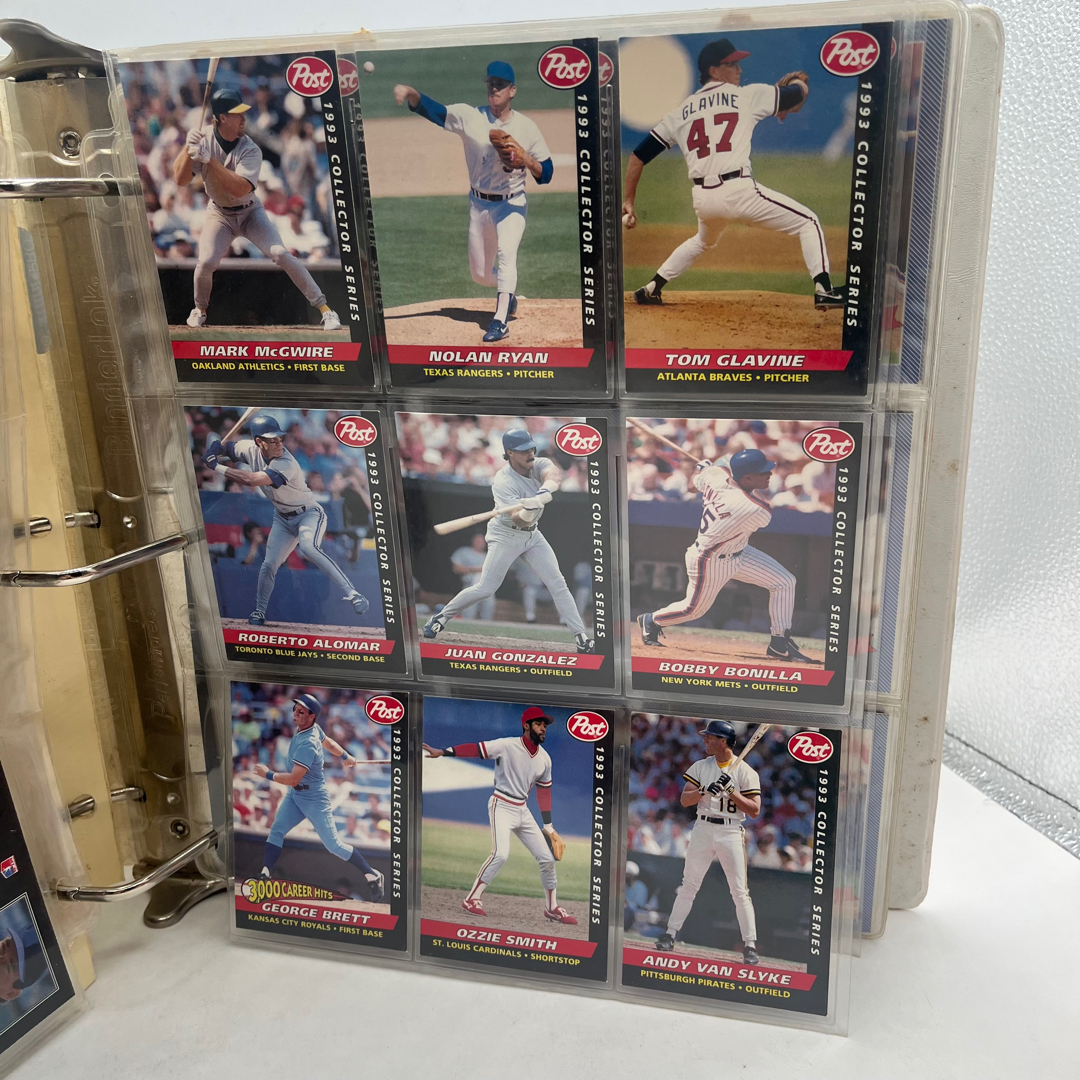 Post
1993 COLLECTOR SERIES
MARK McGWIRE
OAKLAND ATHLETICS • FIRST BASE
Post
1993 COLLECTOR SERIES
NOLAN RYAN
TEXAS RANGERS • PITCHER
Post
1993 COLLECTOR SERIES
GLAVINE
47
TOM GLAVINE
ATLANTA BRAVES • PITCHER
Post
1993 COLLECTOR SERIES
ROBERTO ALOMAR
TORONTO BLUE JAYS • SECOND BASE
Post
1993 COLLECTOR SERIES
JUAN GONZALEZ
TEXAS RANGERS • OUTFIELD
Post
1993 COLLECTOR SERIES
BOBBY BONILLA
NEW YORK METS • OUTFIELD
Post
1993 COLLECTOR SERIES
3,000 CAREER HITS
GEORGE BRETT
KANSAS CITY ROYALS • FIRST BASE
Post
1993 COLLECTOR SERIES
OZZIE SMITH
ST. LOUIS CARDINALS • SHORTSTOP
Post
1993 COLLECTOR SERIES
18
ANDY VAN SLYKE
PITTSBURGH PIRATES • OUTFIELD